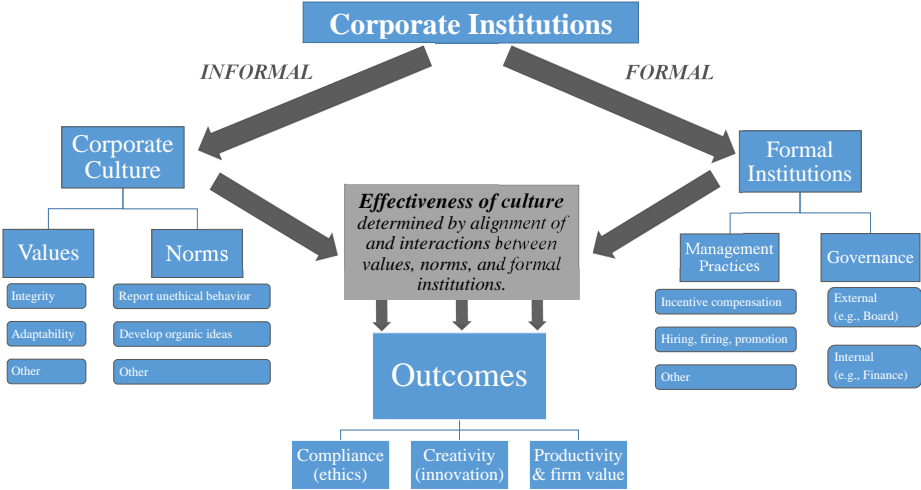 Corporate Institutions
INFORMAL
FORMAL
Corporate
Culture
Formal
Institutions
Effectiveness of culture
determined by alignment of
and interactions between
values, norms, and formal
institutions.
Values
Norms
Management
Practices
Governance
Integrity
Adaptability
Other
Report unethical behavior
Develop organic ideas
Other
Incentive compensation
Hiring, firing, promotion
Other
External
(e.g., Board)
Internal
(e.g., Finance)
Outcomes
Compliance
(ethics)
Creativity
(innovation)
Productivity
& firm value